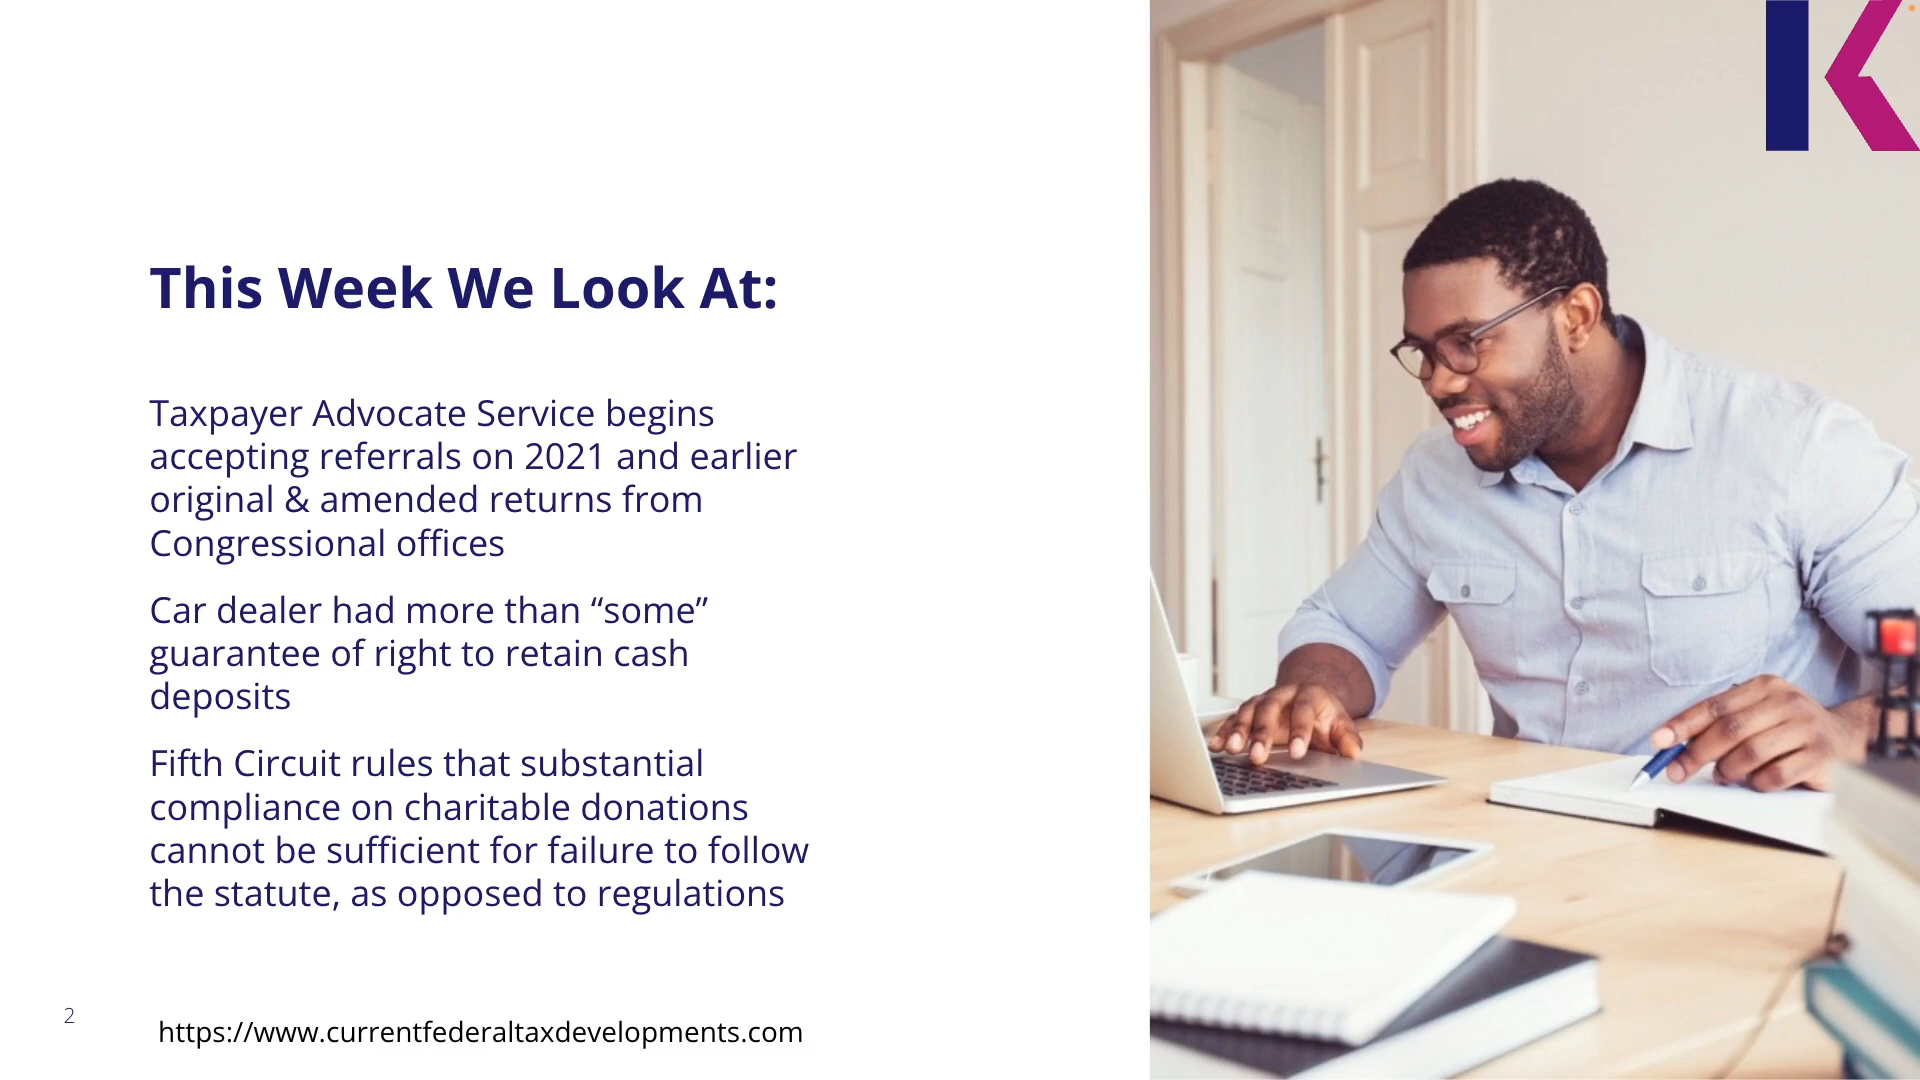 This Week We Look At:
Taxpayer Advocate Service begins
accepting referrals on 2021 and earlier
original & amended returns from
Congressional offices
Car dealer had more than “some”
guarantee of right to retain cash
deposits
Fifth Circuit rules that substantial
compliance on charitable donations
cannot be sufficient for failure to follow
the statute, as opposed to regulations
2
https://www.currentfederaltaxdevelopments.com
K